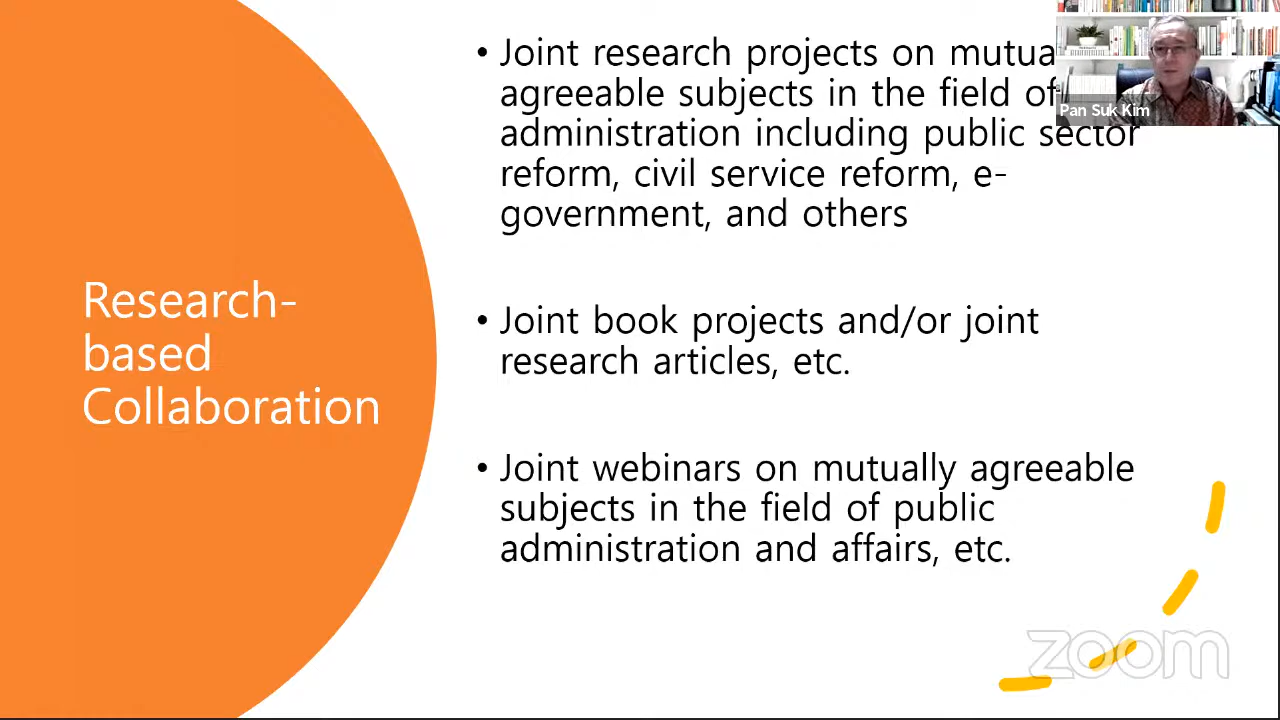 Research-
based
Collaboration
• Joint research projects on mutua
agreeable subjects in the field of
administration including public sector
reform, civil service reform, e-
government, and others
• Joint book projects and/or joint
research articles, etc.
• Joint webinars on mutually agreeable
subjects in the field of public
administration and affairs, etc.
Pan Suk Kim
zoom